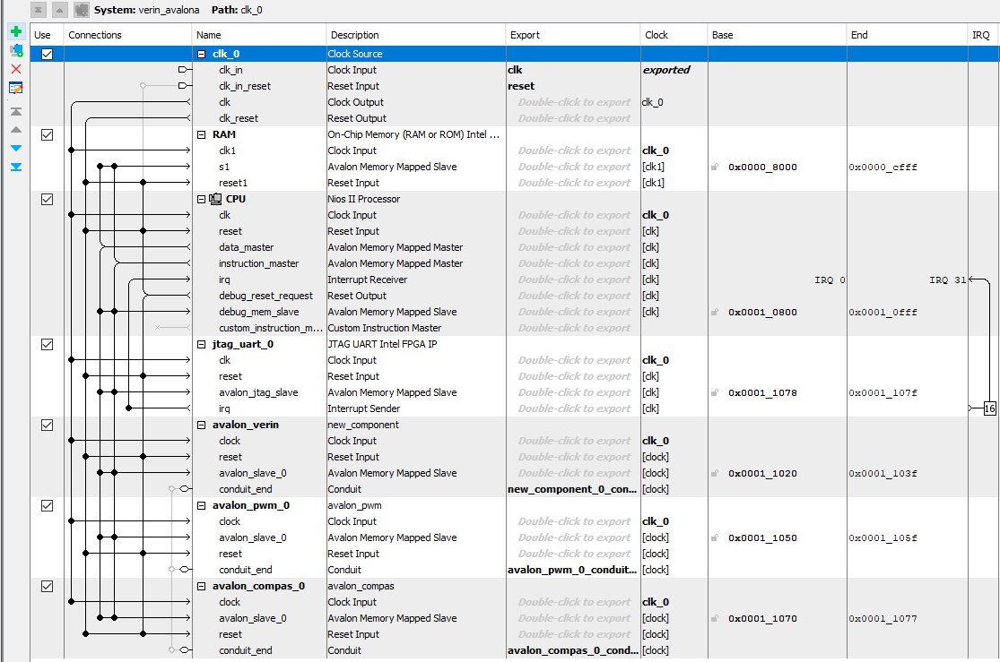 System: verin_avalona Path: clk_0
Use Connections Name Description Export Clock Base End IRQ
clk_0 Clock Source
clk_in Clock Input clk exported
clk_in_reset Reset Input reset
clk Clock Output Double-click to export clk_0
clk_reset Reset Output Double-click to export
RAM On-Chip Memory (RAM or ROM) Intel ...
clk1 Clock Input Double-click to export clk_0
s1 Avalon Memory Mapped Slave Double-click to export [clk1] 0x0000_8000 0x0000_cfff
reset1 Reset Input Double-click to export [clk1]
CPU Nios II Processor
clk Clock Input Double-click to export clk_0
reset Reset Input Double-click to export [clk]
data_master Avalon Memory Mapped Master Double-click to export [clk]
instruction_master Avalon Memory Mapped Master Double-click to export [clk]
irq Interrupt Receiver Double-click to export [clk] IRQ 0 IRQ 31
debug_reset_request Reset Output Double-click to export [clk]
debug_mem_slave Avalon Memory Mapped Slave Double-click to export [clk] 0x0001_0800 0x0001_0fff
custom_instruction_m... Custom Instruction Master Double-click to export
jtag_uart_0 JTAG UART Intel FPGA IP
clk Clock Input Double-click to export clk_0
reset Reset Input Double-click to export [clk]
avalon_jtag_slave Avalon Memory Mapped Slave Double-click to export [clk] 0x0001_1078 0x0001_107f
irq Interrupt Sender Double-click to export [clk] 16
avalon_verin new_component
clock Clock Input Double-click to export clk_0
reset Reset Input Double-click to export [clock]
avalon_slave_0 Avalon Memory Mapped Slave Double-click to export [clock] 0x0001_1020 0x0001_103f
conduit_end Conduit new_component_0_con... [clock]
avalon_pwm_0 avalon_pwm
clock Clock Input Double-click to export clk_0
avalon_slave_0 Avalon Memory Mapped Slave Double-click to export [clock] 0x0001_1050 0x0001_105f
reset Reset Input Double-click to export [clock]
conduit_end Conduit avalon_pwm_0_conduit... [clock]
avalon_compas_0 avalon_compas
clock Clock Input Double-click to export clk_0
avalon_slave_0 Avalon Memory Mapped Slave Double-click to export [clock] 0x0001_1070 0x0001_1077
reset Reset Input Double-click to export [clock]
conduit_end Conduit avalon_compas_0_cond... [clock]